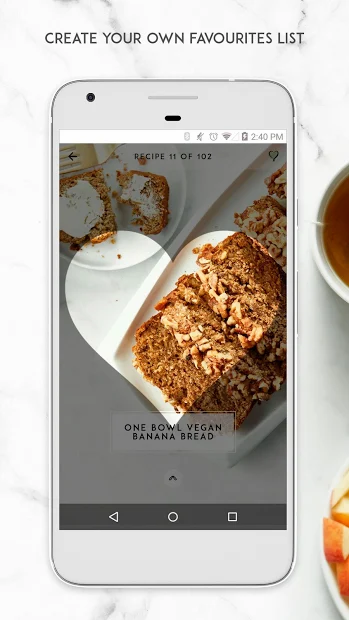 CREATE YOUR OWN FAVOURITES LIST
2:40 PM
RECIPE 11 OF 102
ONE BOWL VEGAN
BANANA BREAD